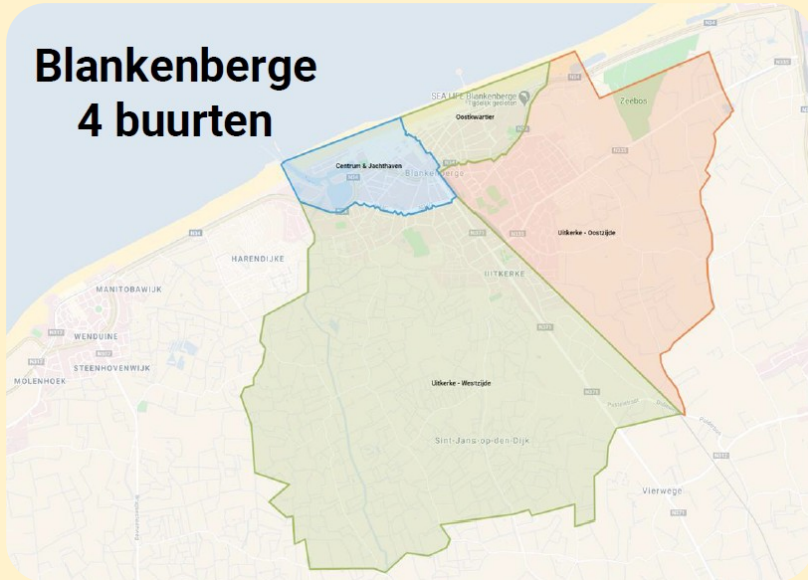 Blankenberge
4 buurten
SEA LIFE Blankenberge
Oostkwartier
Zeebos
Centrum & Jachthaven
Blankenberge
Uitkerke - Oostzijde
HARENDIJKE
UITKERKE
MANITOBAWIJK
WENDUINE
STEENHOVENWIJK
MOLENHOEK
Uitkerke - Westzijde
Sint-Jans-op-den-Dijk
Vierwege